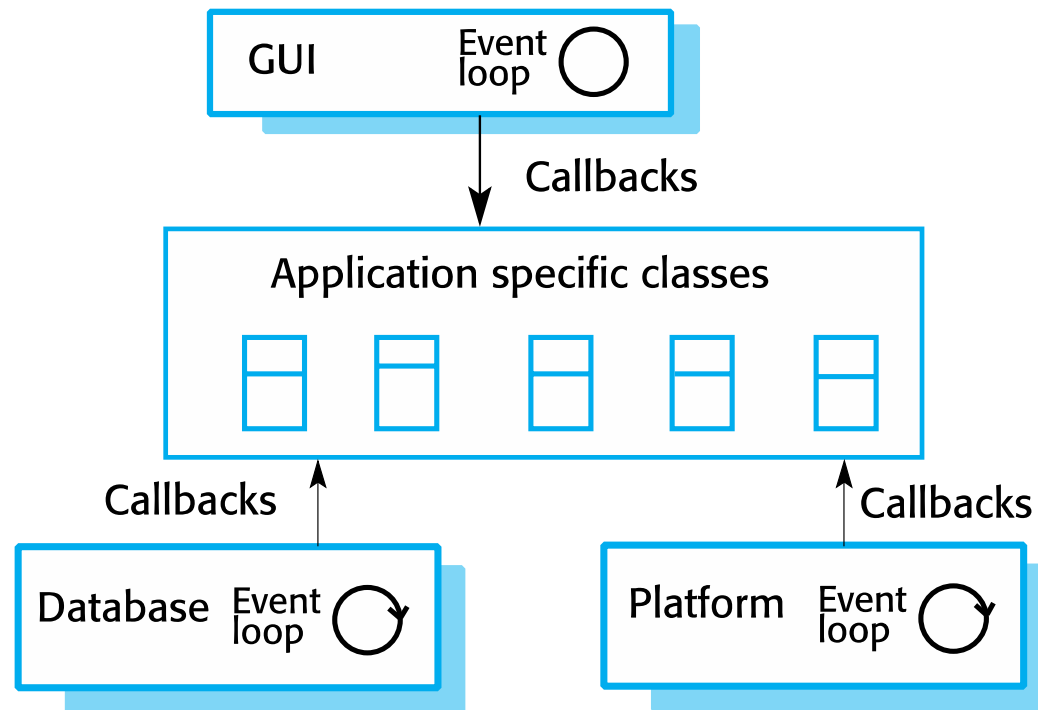 GUI
Event
loop
Callbacks
Application specific classes
Callbacks
Callbacks
Database
Event
loop
Platform
Event
loop